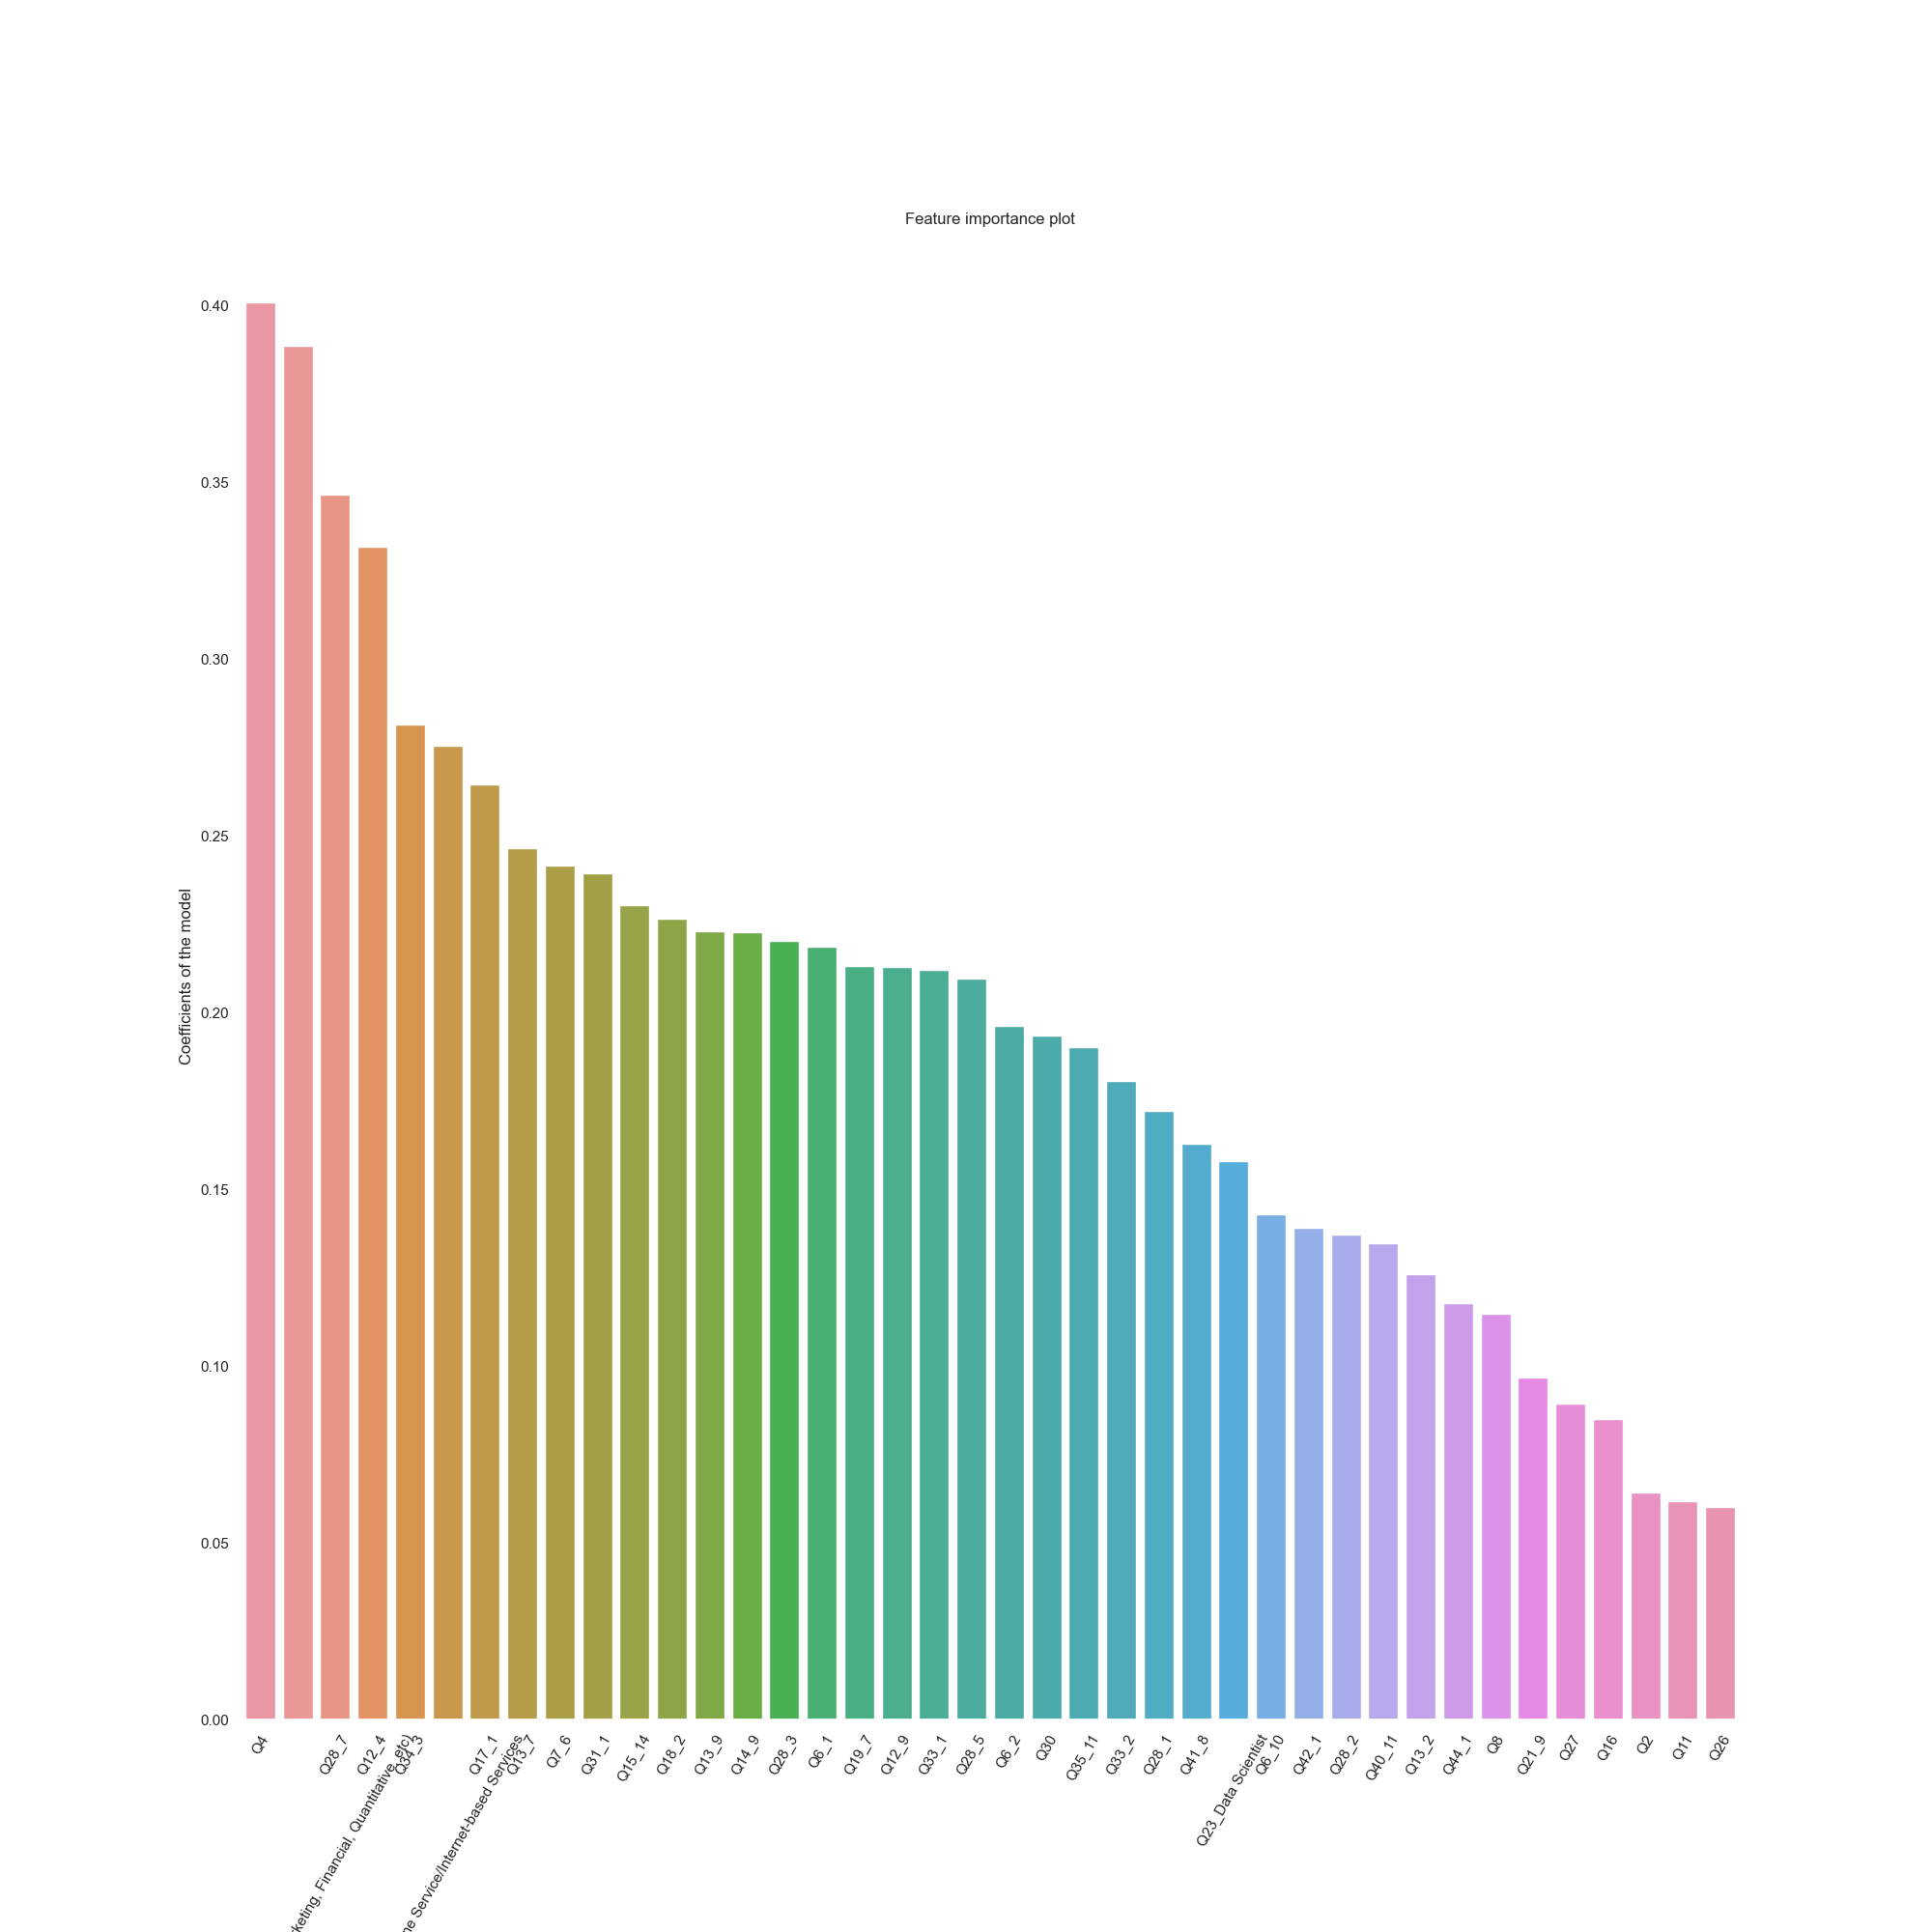 Feature importance plot
Coefficients of the model
0.40
0.35
0.30
0.25
0.20
0.15
0.10
0.05
0.00
Q4
Financial, Quantitative, etc)
Q28_7
Q12_4
Q34_3
Service/Internet-based Services
Q17_1
Q13_7
Q7_6
Q31_1
Q15_14
Q18_2
Q13_9
Q14_9
Q28_3
Q6_1
Q19_7
Q12_9
Q33_1
Q28_5
Q6_2
Q30
Q35_11
Q33_2
Q28_1
Q41_8
Q23_Data Scientist
Q6_10
Q42_1
Q28_2
Q40_11
Q13_2
Q44_1
Q8
Q21_9
Q27
Q16
Q2
Q11
Q26